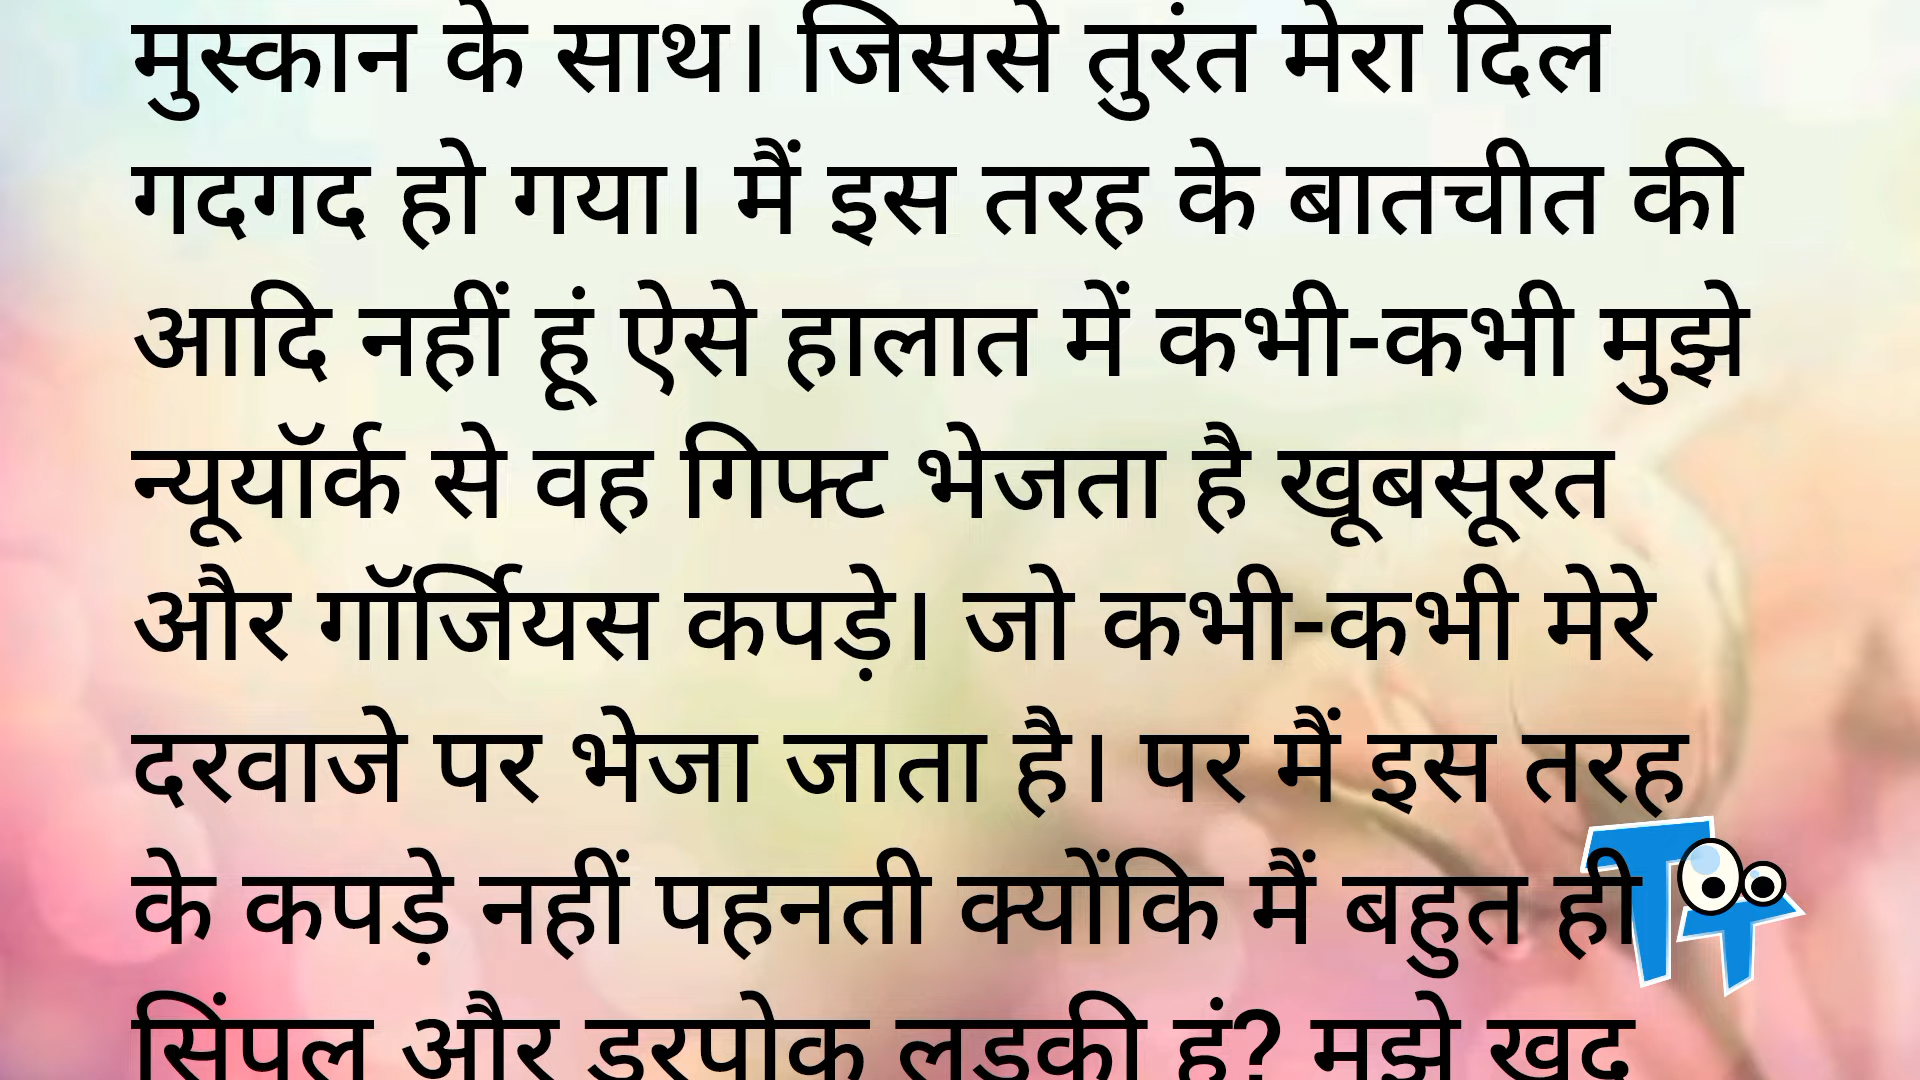 मुस्कान के साथ। जिससे तुरंत मेरा दिल
गदगद हो गया। मैं इस तरह के बातचीत की
आदि नहीं हूं ऐसे हालात में कभी-कभी मुझे
न्यूयॉर्क से वह गिफ्ट भेजता है खूबसूरत
और गॉर्जियस कपड़े। जो कभी-कभी मेरे
दरवाजे पर भेजा जाता है। पर मैं इस तरह
के कपड़े नहीं पहनती क्योंकि मैं बहुत ही
सिंपल और डरपोक लड़की हूं? मुझे खुद
TT